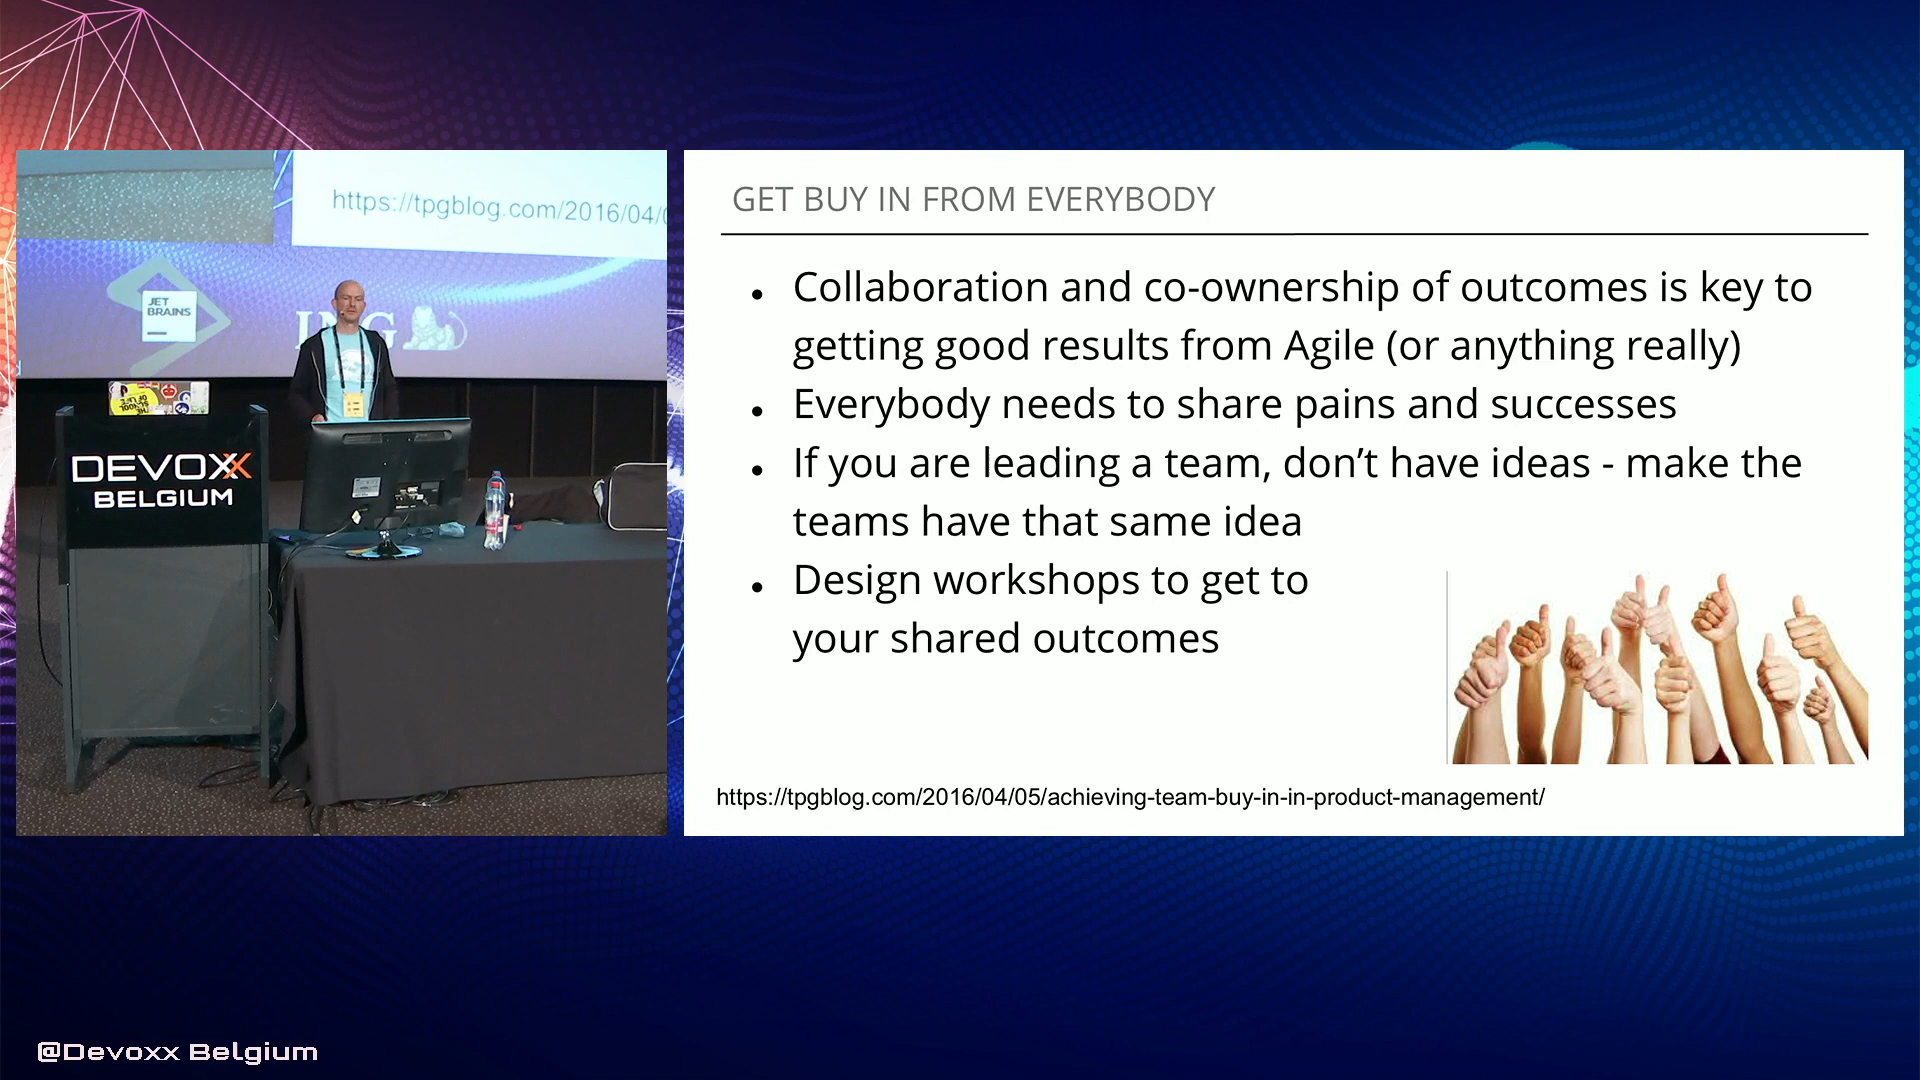 https://tpgblog.com/2016/04/
JET
BRAINS
ING
DEVOXX
BELGIUM
GET BUY IN FROM EVERYBODY
• Collaboration and co-ownership of outcomes is key to
getting good results from Agile (or anything really)
• Everybody needs to share pains and successes
• If you are leading a team, don’t have ideas - make the
teams have that same idea
• Design workshops to get to
your shared outcomes
https://tpgblog.com/2016/04/05/achieving-team-buy-in-in-product-management/
@Devoxx Belgium